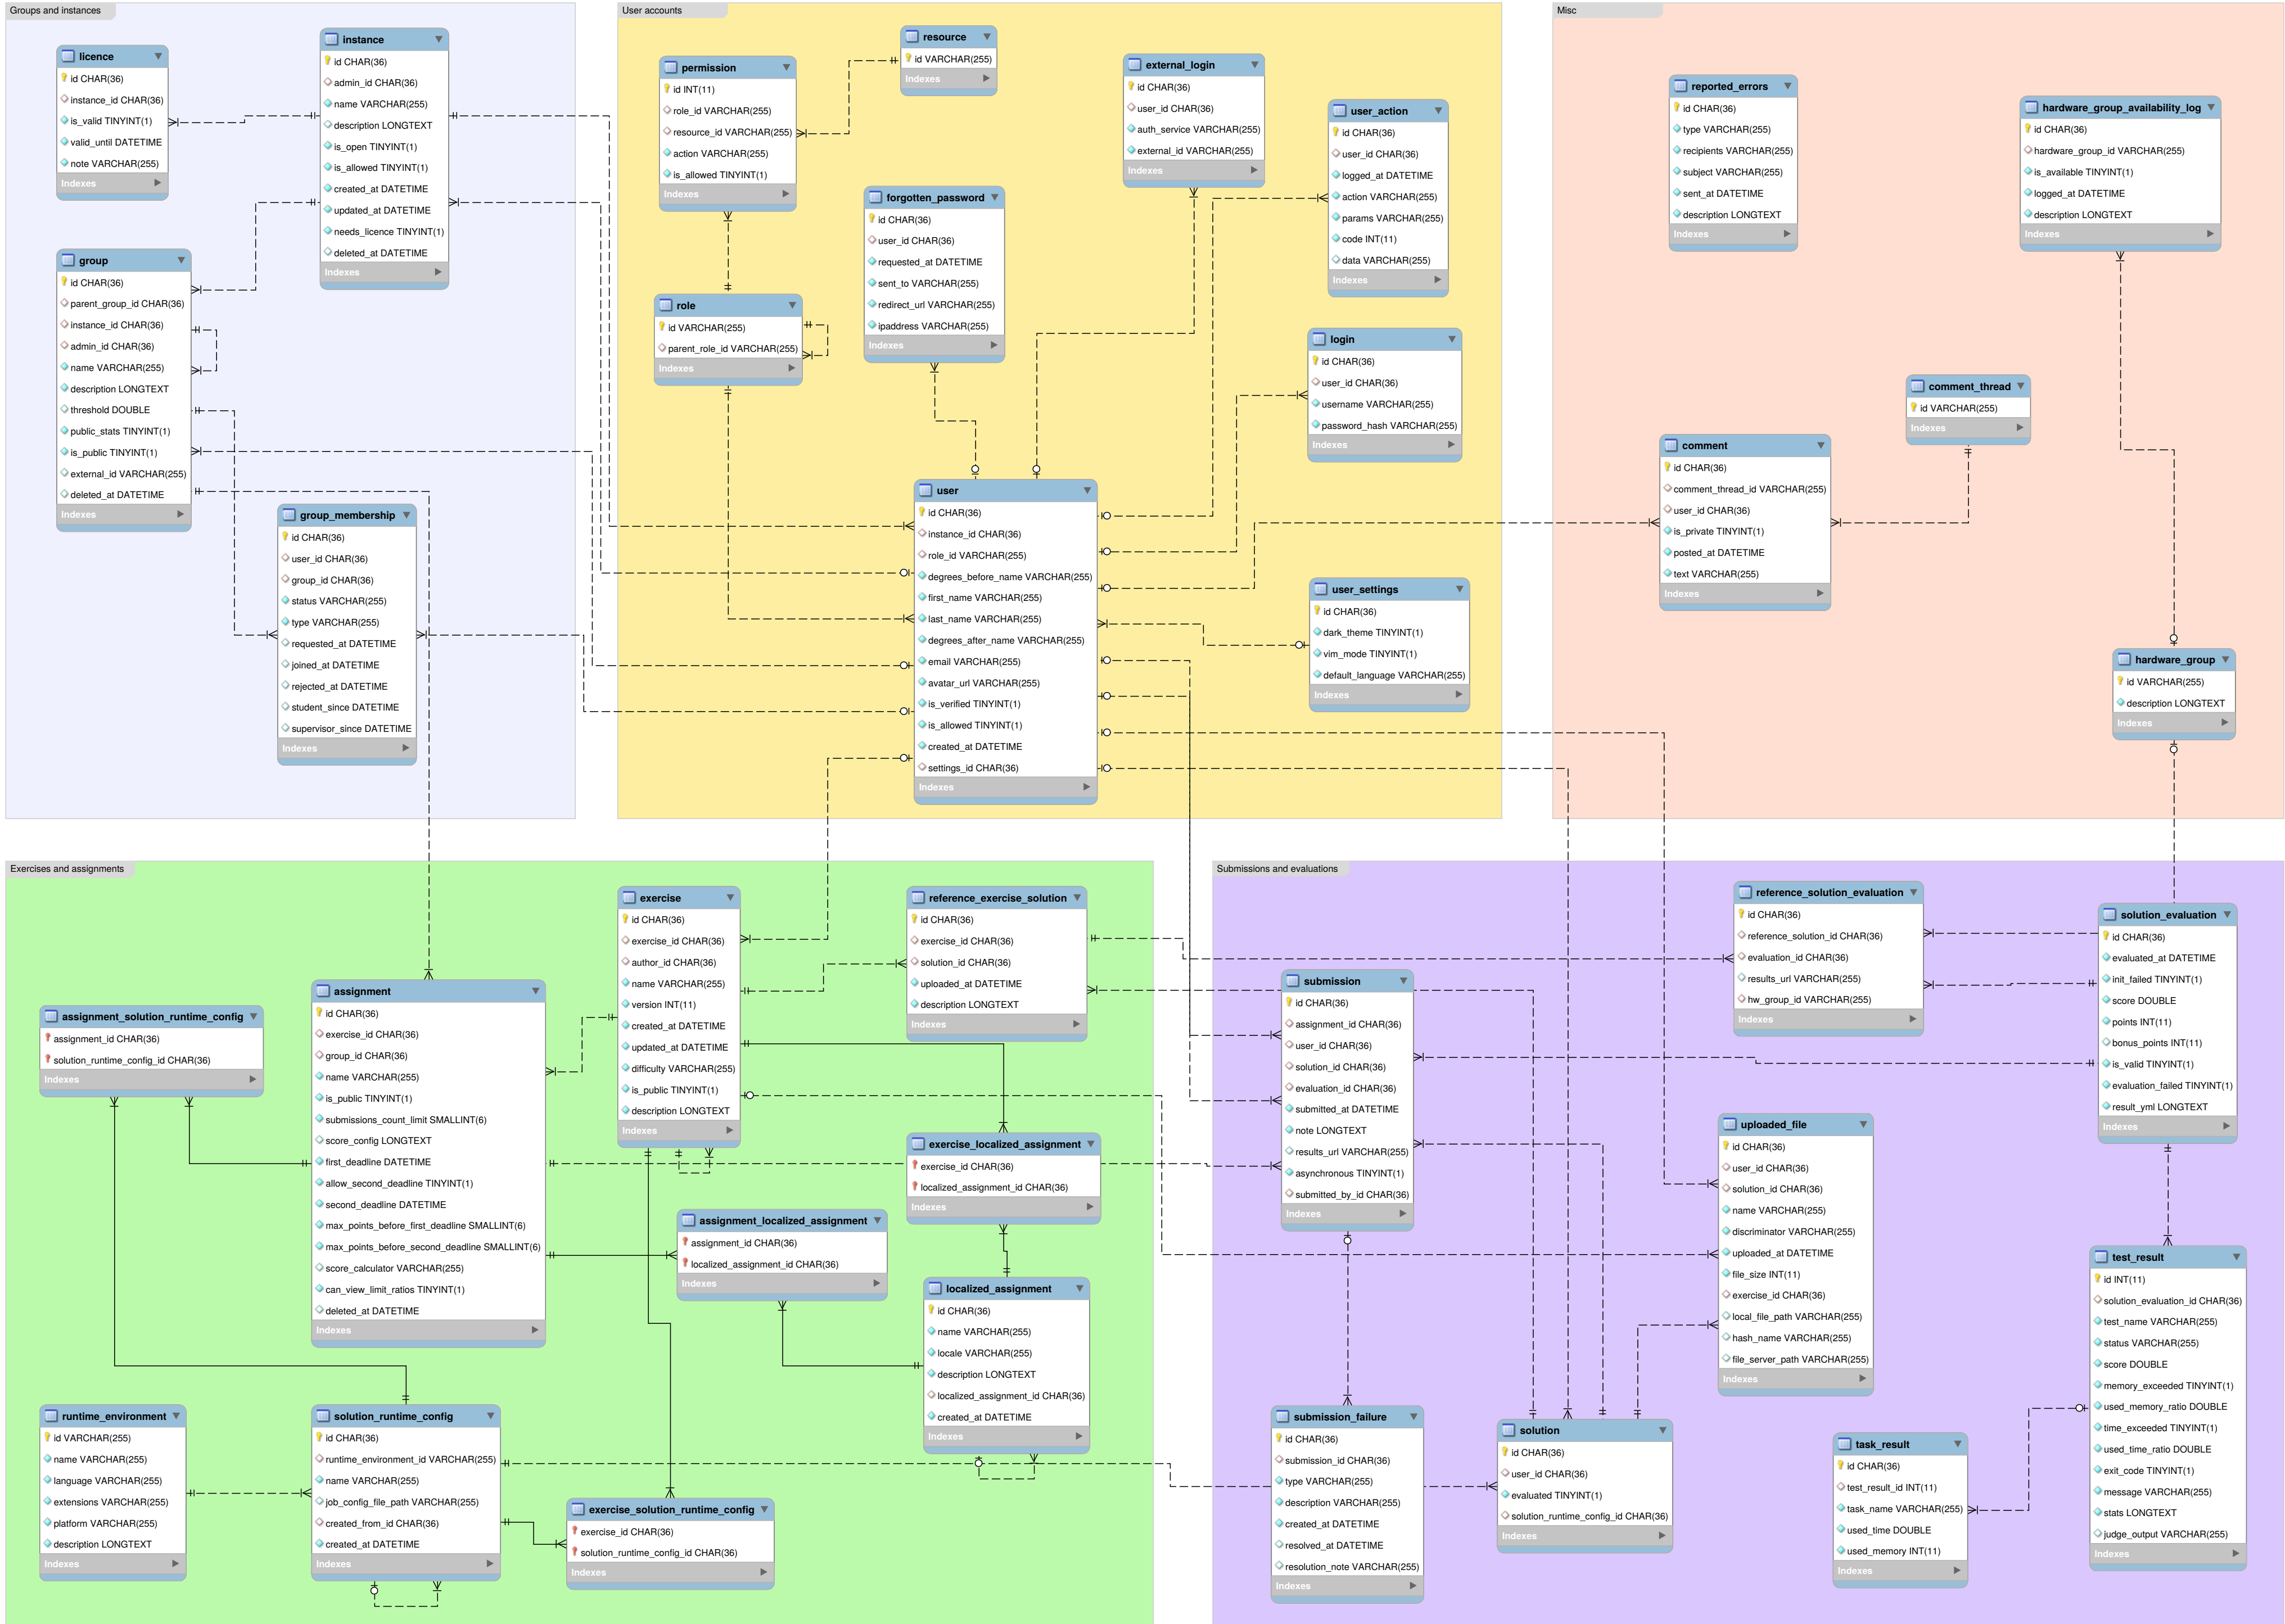 Groups and instances
licence
id CHAR(36)
instance_id CHAR(36)
is_valid TINYINT(1)
valid_until DATETIME
note VARCHAR(255)
Indexes
instance
id CHAR(36)
admin_id CHAR(36)
name VARCHAR(255)
description LONGTEXT
is_open TINYINT(1)
is_allowed TINYINT(1)
created_at DATETIME
updated_at DATETIME
needs_licence TINYINT(1)
deleted_at DATETIME
Indexes
group
id CHAR(36)
parent_group_id CHAR(36)
instance_id CHAR(36)
admin_id CHAR(36)
name VARCHAR(255)
description LONGTEXT
threshold DOUBLE
public_stats TINYINT(1)
is_public TINYINT(1)
external_id VARCHAR(255)
deleted_at DATETIME
Indexes
group_membership
id CHAR(36)
user_id CHAR(36)
group_id CHAR(36)
status VARCHAR(255)
type VARCHAR(255)
requested_at DATETIME
joined_at DATETIME
rejected_at DATETIME
student_since DATETIME
supervisor_since DATETIME
Indexes
User accounts
permission
id INT(11)
role_id VARCHAR(255)
resource_id VARCHAR(255)
action VARCHAR(255)
is_allowed TINYINT(1)
Indexes
resource
id VARCHAR(255)
Indexes
external_login
id CHAR(36)
user_id CHAR(36)
auth_service VARCHAR(255)
external_id VARCHAR(255)
Indexes
user_action
id CHAR(36)
user_id CHAR(36)
logged_at DATETIME
action VARCHAR(255)
params VARCHAR(255)
code INT(11)
data VARCHAR(255)
Indexes
forgotten_password
id CHAR(36)
user_id CHAR(36)
requested_at DATETIME
sent_to VARCHAR(255)
redirect_url VARCHAR(255)
ipaddress VARCHAR(255)
Indexes
role
id VARCHAR(255)
parent_role_id VARCHAR(255)
Indexes
login
id CHAR(36)
user_id CHAR(36)
username VARCHAR(255)
password_hash VARCHAR(255)
Indexes
user
id CHAR(36)
instance_id CHAR(36)
role_id VARCHAR(255)
degrees_before_name VARCHAR(255)
first_name VARCHAR(255)
last_name VARCHAR(255)
degrees_after_name VARCHAR(255)
email VARCHAR(255)
avatar_url VARCHAR(255)
is_verified TINYINT(1)
is_allowed TINYINT(1)
created_at DATETIME
settings_id CHAR(36)
Indexes
user_settings
id CHAR(36)
dark_theme TINYINT(1)
vim_mode TINYINT(1)
default_language VARCHAR(255)
Indexes
Misc
reported_errors
id CHAR(36)
type VARCHAR(255)
recipients VARCHAR(255)
subject VARCHAR(255)
sent_at DATETIME
description LONGTEXT
Indexes
hardware_group_availability_log
id CHAR(36)
hardware_group_id VARCHAR(255)
is_available TINYINT(1)
logged_at DATETIME
description LONGTEXT
Indexes
comment_thread
id VARCHAR(255)
Indexes
comment
id CHAR(36)
comment_thread_id VARCHAR(255)
user_id CHAR(36)
is_private TINYINT(1)
posted_at DATETIME
text VARCHAR(255)
Indexes
hardware_group
id VARCHAR(255)
description LONGTEXT
Indexes
Exercises and assignments
exercise
id CHAR(36)
exercise_id CHAR(36)
author_id CHAR(36)
name VARCHAR(255)
version INT(11)
created_at DATETIME
updated_at DATETIME
difficulty VARCHAR(255)
is_public TINYINT(1)
description LONGTEXT
Indexes
reference_exercise_solution
id CHAR(36)
exercise_id CHAR(36)
solution_id CHAR(36)
uploaded_at DATETIME
description LONGTEXT
Indexes
assignment
id CHAR(36)
exercise_id CHAR(36)
group_id CHAR(36)
name VARCHAR(255)
is_public TINYINT(1)
submissions_count_limit SMALLINT(6)
score_config LONGTEXT
first_deadline DATETIME
allow_second_deadline TINYINT(1)
second_deadline DATETIME
max_points_before_first_deadline SMALLINT(6)
max_points_before_second_deadline SMALLINT(6)
score_calculator VARCHAR(255)
can_view_limit_ratios TINYINT(1)
deleted_at DATETIME
Indexes
assignment_solution_runtime_config
assignment_id CHAR(36)
solution_runtime_config_id CHAR(36)
Indexes
exercise_localized_assignment
exercise_id CHAR(36)
localized_assignment_id CHAR(36)
Indexes
assignment_localized_assignment
assignment_id CHAR(36)
localized_assignment_id CHAR(36)
Indexes
localized_assignment
id CHAR(36)
name VARCHAR(255)
locale VARCHAR(255)
description LONGTEXT
localized_assignment_id CHAR(36)
created_at DATETIME
Indexes
runtime_environment
id VARCHAR(255)
name VARCHAR(255)
language VARCHAR(255)
extensions VARCHAR(255)
platform VARCHAR(255)
description LONGTEXT
Indexes
solution_runtime_config
id CHAR(36)
runtime_environment_id VARCHAR(255)
name VARCHAR(255)
job_config_file_path VARCHAR(255)
created_from_id CHAR(36)
created_at DATETIME
Indexes
exercise_solution_runtime_config
exercise_id CHAR(36)
solution_runtime_config_id CHAR(36)
Indexes
Submissions and evaluations
reference_solution_evaluation
id CHAR(36)
reference_solution_id CHAR(36)
evaluation_id CHAR(36)
results_url VARCHAR(255)
hw_group_id VARCHAR(255)
Indexes
solution_evaluation
id CHAR(36)
evaluated_at DATETIME
init_failed TINYINT(1)
score DOUBLE
points INT(11)
bonus_points INT(11)
is_valid TINYINT(1)
evaluation_failed TINYINT(1)
result_yml LONGTEXT
Indexes
submission
id CHAR(36)
assignment_id CHAR(36)
user_id CHAR(36)
solution_id CHAR(36)
evaluation_id CHAR(36)
submitted_at DATETIME
note LONGTEXT
results_url VARCHAR(255)
asynchronous TINYINT(1)
submitted_by_id CHAR(36)
Indexes
uploaded_file
id CHAR(36)
user_id CHAR(36)
solution_id CHAR(36)
name VARCHAR(255)
discriminator VARCHAR(255)
uploaded_at DATETIME
file_size INT(11)
exercise_id CHAR(36)
local_file_path VARCHAR(255)
hash_name VARCHAR(255)
file_server_path VARCHAR(255)
Indexes
test_result
id INT(11)
solution_evaluation_id CHAR(36)
test_name VARCHAR(255)
status VARCHAR(255)
score DOUBLE
memory_exceeded TINYINT(1)
used_memory_ratio DOUBLE
time_exceeded TINYINT(1)
used_time_ratio DOUBLE
exit_code TINYINT(1)
message VARCHAR(255)
stats LONGTEXT
judge_output VARCHAR(255)
Indexes
submission_failure
id CHAR(36)
submission_id CHAR(36)
type VARCHAR(255)
description VARCHAR(255)
created_at DATETIME
resolved_at DATETIME
resolution_note VARCHAR(255)
Indexes
solution
id CHAR(36)
user_id CHAR(36)
evaluated TINYINT(1)
solution_runtime_config_id CHAR(36)
Indexes
task_result
id CHAR(36)
test_result_id INT(11)
task_name VARCHAR(255)
used_time DOUBLE
used_memory INT(11)
Indexes